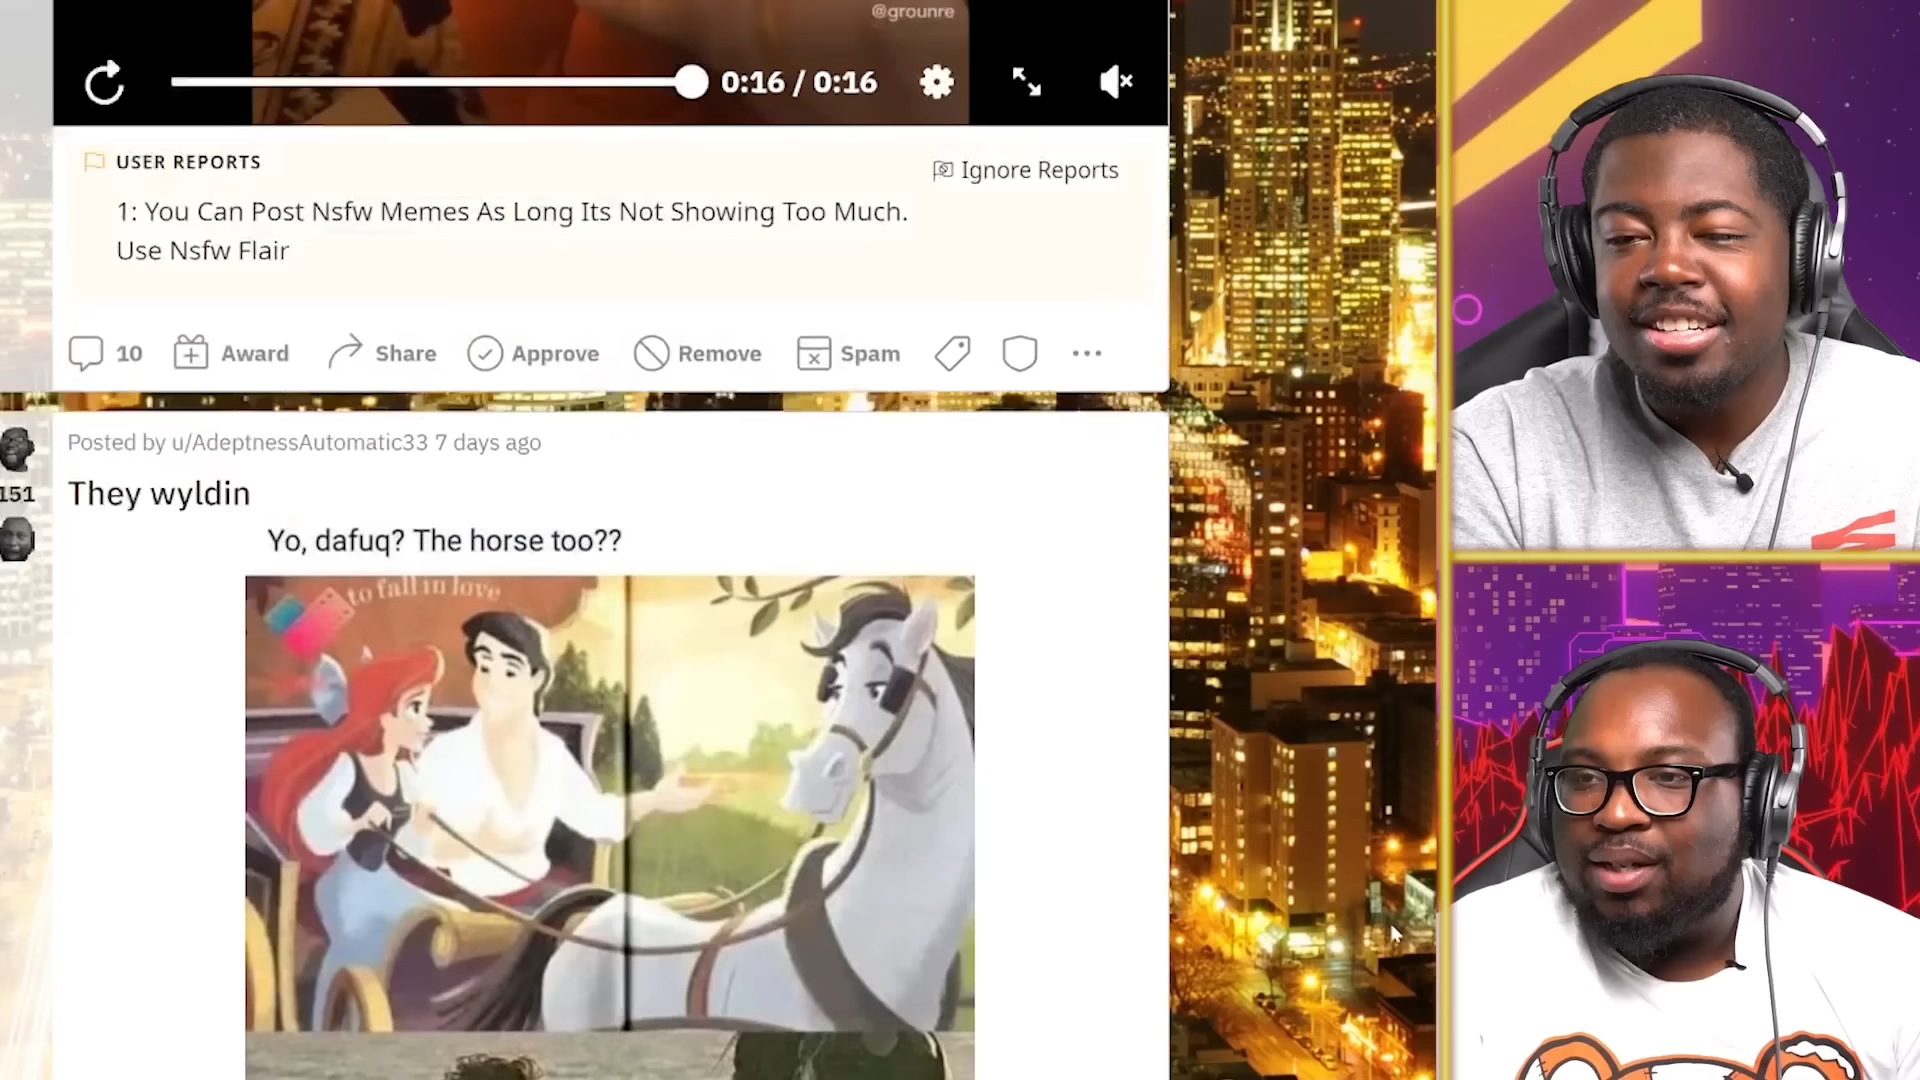 @grounre
0:16 / 0:16
USER REPORTS
Ignore Reports
1: You Can Post Nsfw Memes As Long Its Not Showing Too Much.
Use Nsfw Flair
10
Award
Share
Approve
Remove
Spam
Posted by u/AdeptnessAutomatic33 7 days ago
151
They wyldin
Yo, dafuq? The horse too??
to fall in love